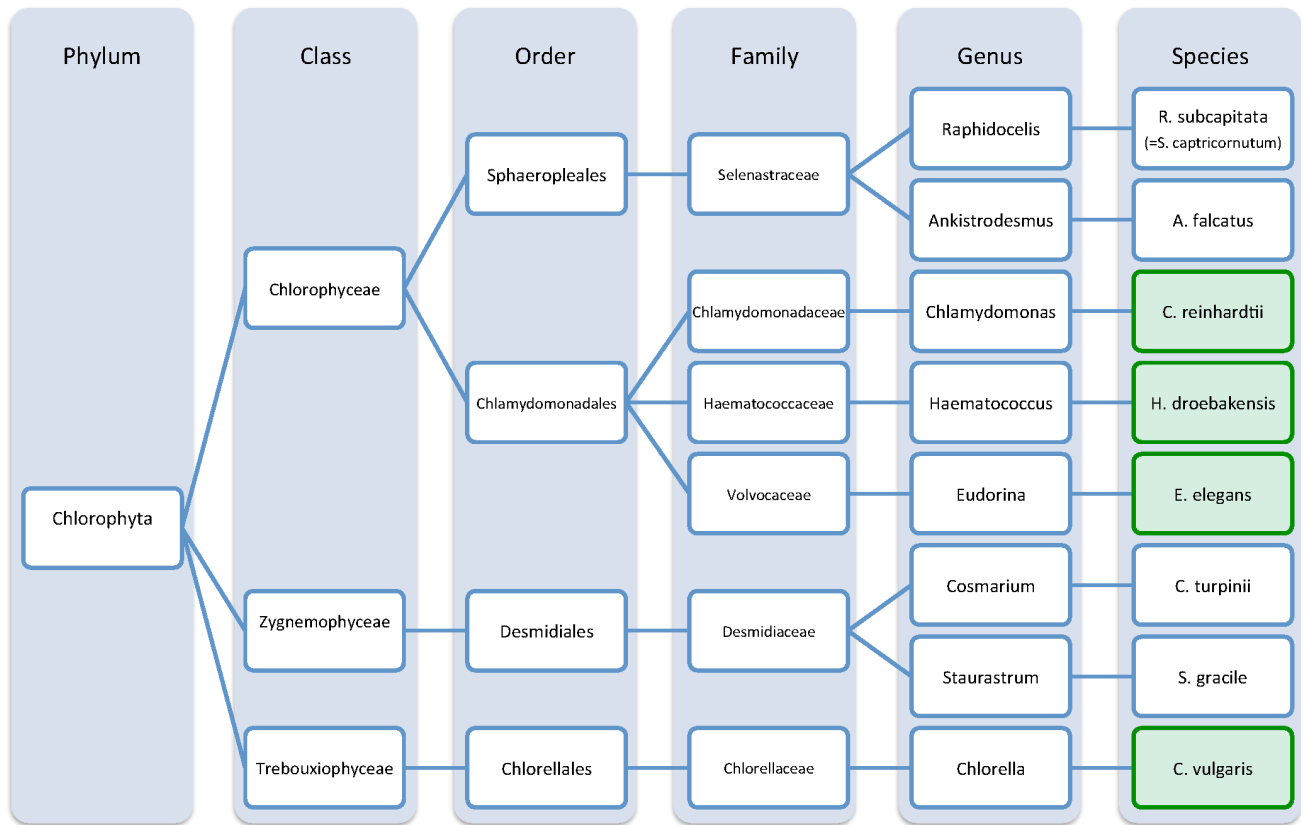 Phylum
Class
Order
Family
Genus
Species
Chlorophyta
Chlorophyceae
Zygnemophyceae
Trebouxiophyceae
Sphaeropleales
Chlamydomonadales
Desmidiales
Chlorellales
Selenastraceae
Chlamydomonadaceae
Haematococcaceae
Volvocaceae
Desmidiaceae
Chlorellaceae
Raphidocelis
Ankistrodesmus
Chlamydomonas
Haematococcus
Eudorina
Cosmarium
Staurastrum
Chlorella
R. subcapitata
(=S. captricornutum)
A. falcatus
C. reinhardtii
H. droebakensis
E. elegans
C. turpinii
S. gracile
C. vulgaris